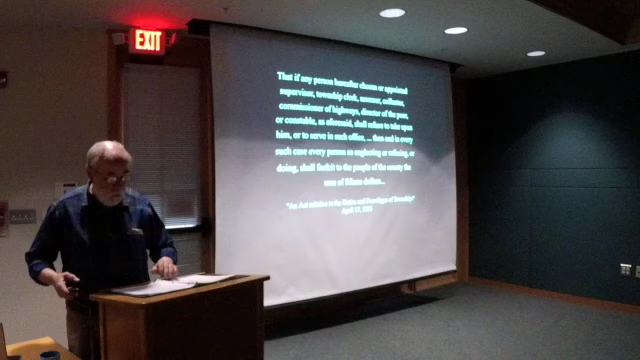 EXIT
That if any person hereafter chosen or appointed
supervisor, township clerk, assessor, collector,
commissioner of highways, director of the poor,
or constable, as aforesaid, shall refuse to take upon
him, or to serve in such office, ... then and in every
such case every person so neglecting or refusing, or
doing, shall forfeit to the people of the county the
sum of fifteen dollars...
"An Act relative to the Duties and Privileges of Townships"
April 17,